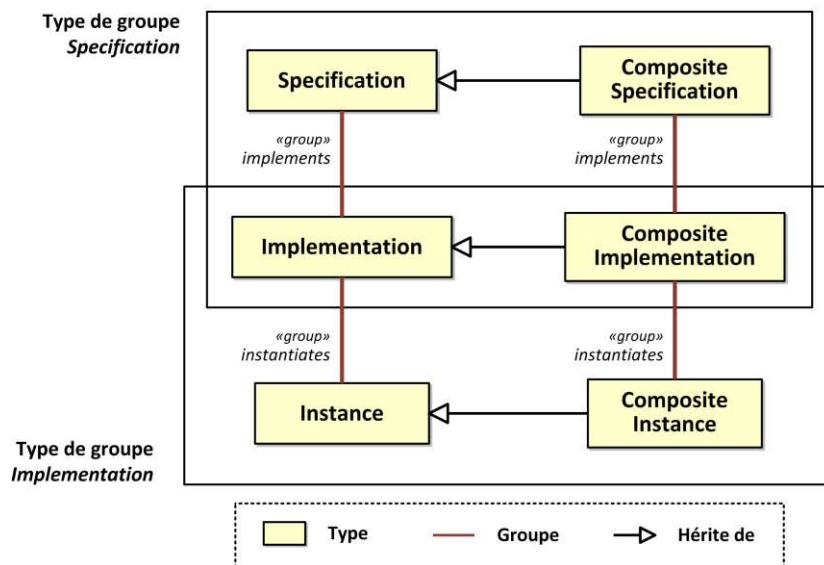 Type de groupe
Specification
Specification
Composite
Specification
«group»
implements
«group»
implements
Implementation
Composite
Implementation
«group»
instantiates
«group»
instantiates
Instance
Composite
Instance
Type de groupe
Implementation
Type
Groupe
Hérite de